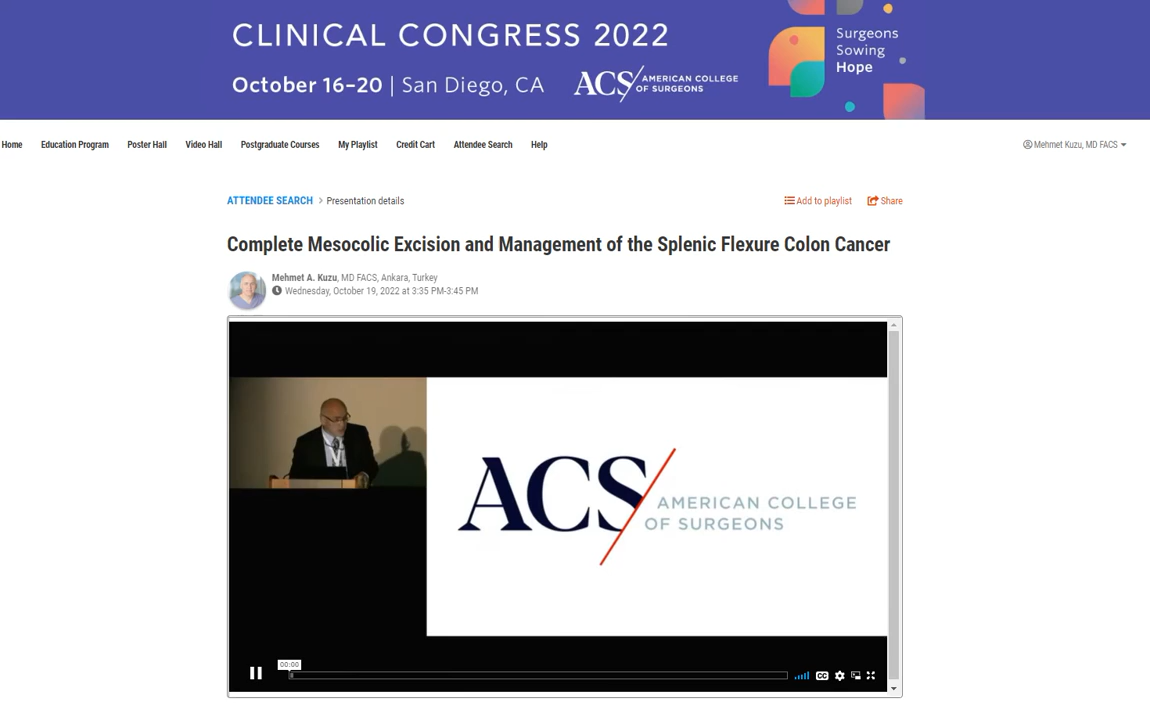 CLINICAL CONGRESS 2022
October 16–20 | San Diego, CA
ACS AMERICAN COLLEGE
OF SURGEONS
Surgeons
Sowing
Hope
Home Education Program Poster Hall Video Hall Postgraduate Courses My Playlist Credit Cart Attendee Search Help Mehmet Kuzu, MD FACS
ATTENDEE SEARCH > Presentation details Add to playlist Share
Complete Mesocolic Excision and Management of the Splenic Flexure Colon Cancer
Mehmet A. Kuzu, MD FACS, Ankara, Turkey
Wednesday, October 19, 2022 at 3:35 PM-3:45 PM
ACS AMERICAN COLLEGE
OF SURGEONS
00:00
CC